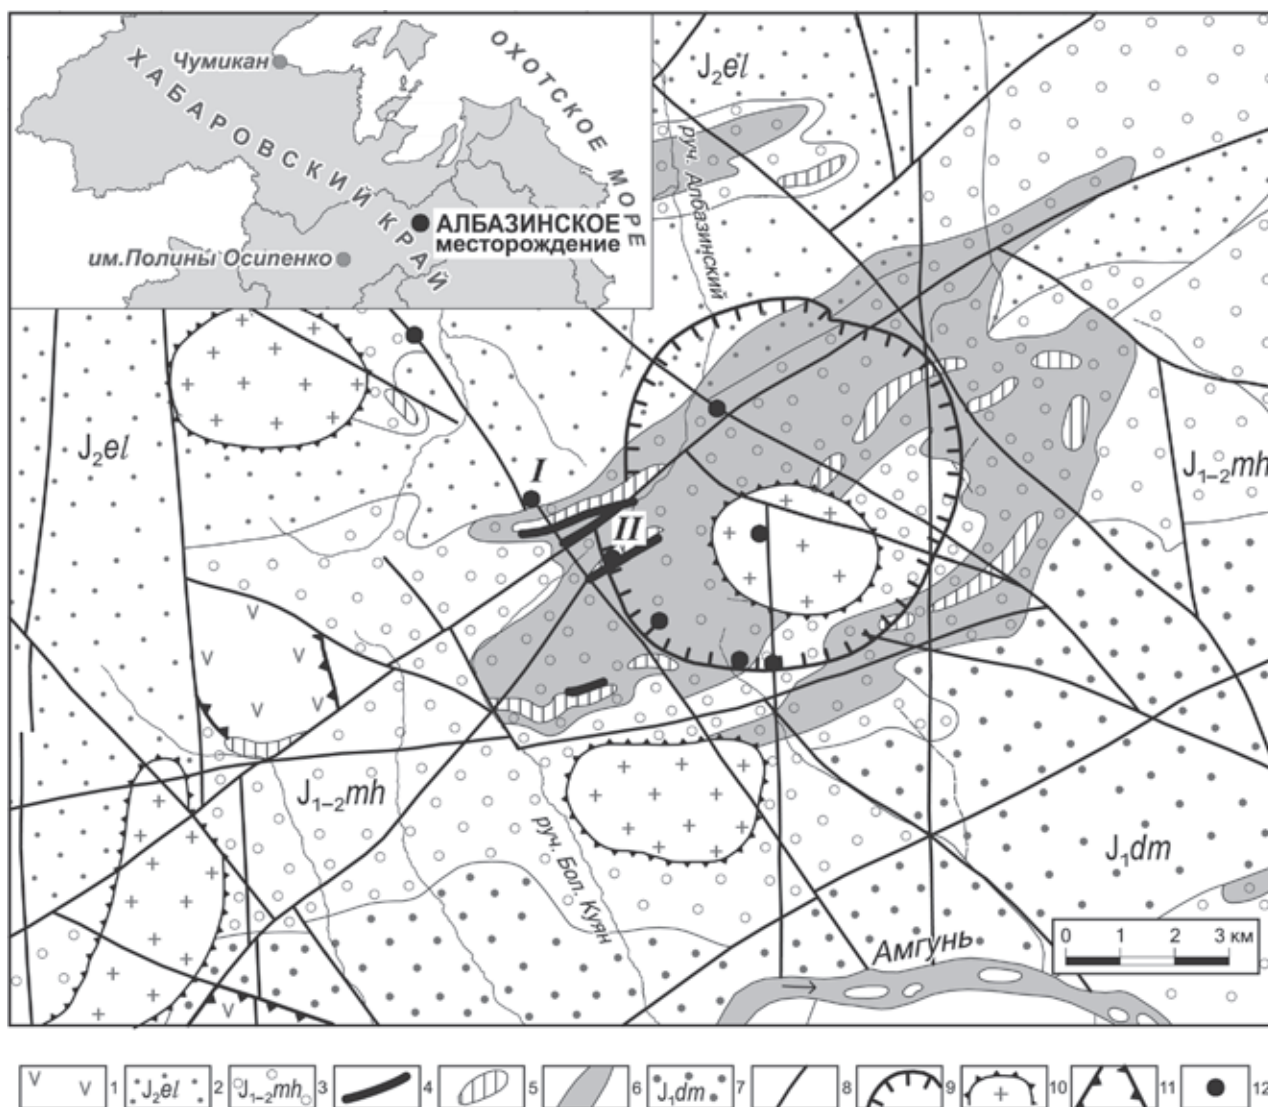 Чумикан
ОХОТСКОЕ МОРЕ
ХАБАРОВСКИЙ КРАЙ
АЛБАЗИНСКОЕ
месторождение
им.Полины Осипенко
J₂el
руч. Албазинский
J₂el
I
II
J₁₋₂mh
J₁₋₂mh
руч. Бол. Куян
J₁dm
Амгунь
0 1 2 3 км
V V 1 J₂el 2 J₁₋₂mh 3 4 5 6 J₁dm 7 8 9 10 11 12